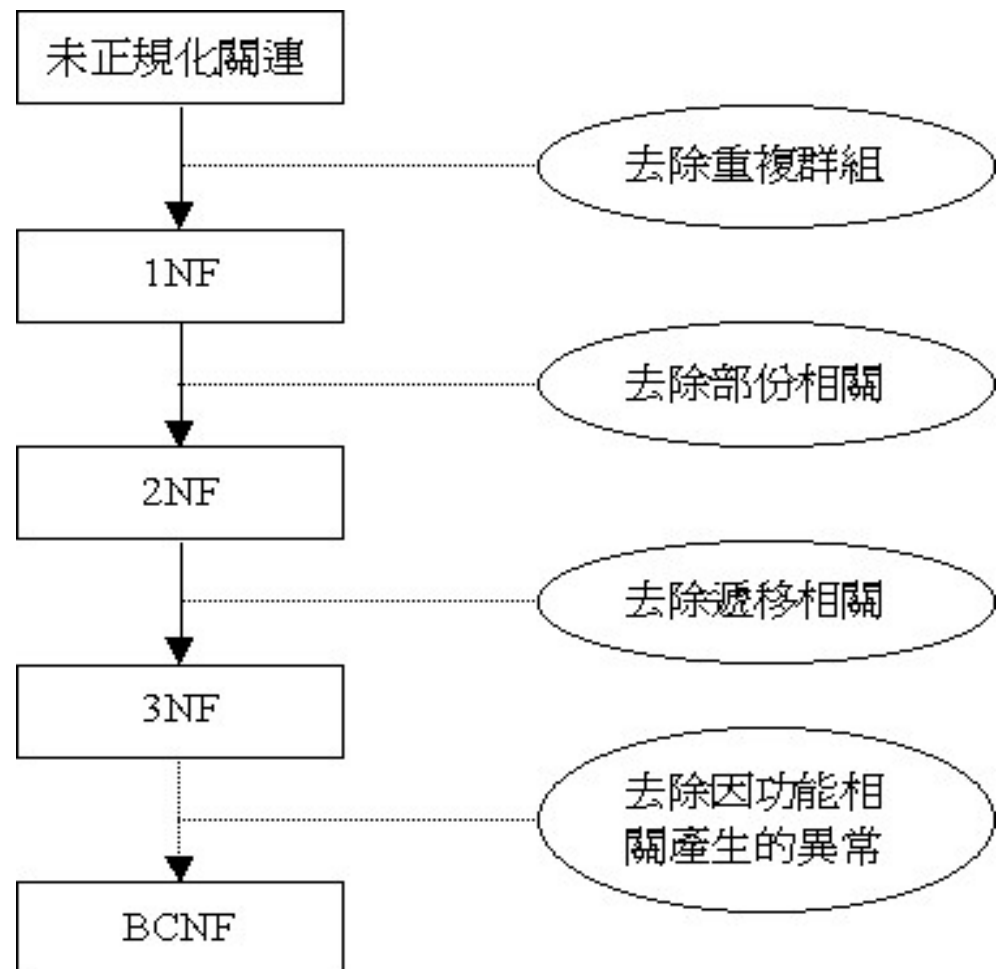 未正規化關連
去除重複群組
1NF
去除部份相關
2NF
去除遞移相關
3NF
去除因功能相
關產生的異常
BCNF